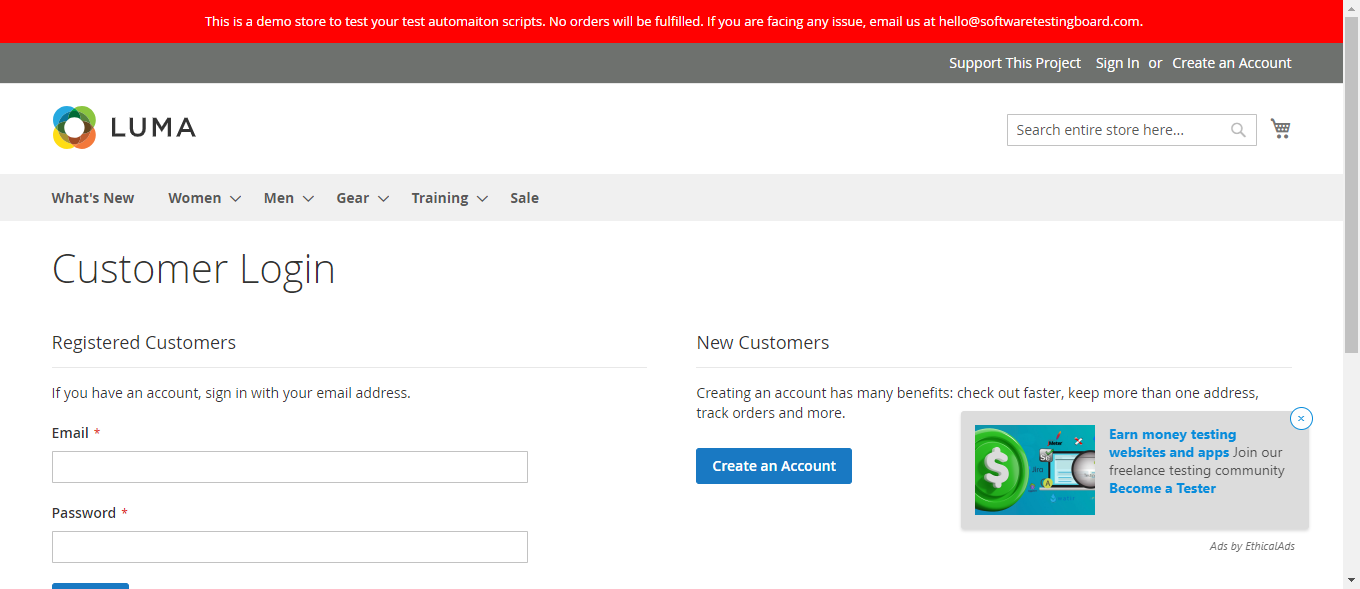 This is a demo store to test your test automaiton scripts. No orders will be fulfilled. If you are facing any issue, email us at hello@softwaretestingboard.com.
Support This Project Sign In or Create an Account
LUMA
Search entire store here...
What's New Women Men Gear Training Sale
Customer Login
Registered Customers
If you have an account, sign in with your email address.
Email *
Password *
New Customers
Creating an account has many benefits: check out faster, keep more than one address,
track orders and more.
Create an Account
Earn money testing
websites and apps Join our
freelance testing community
Become a Tester
Ads by EthicalAds